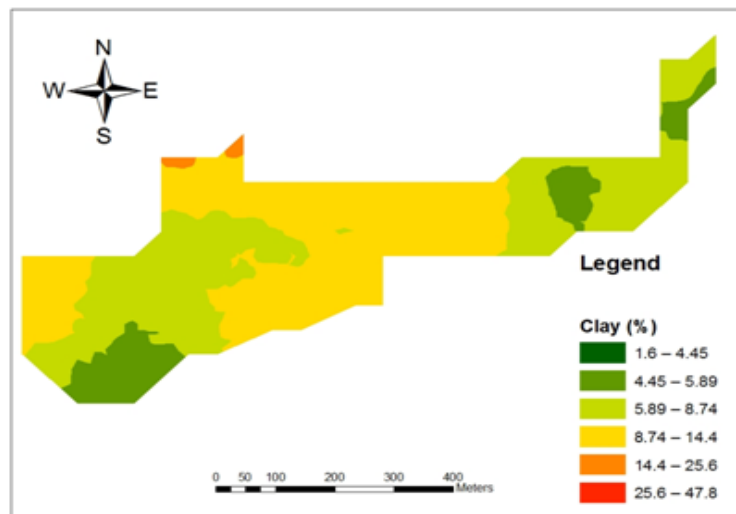 N
W E
S
Legend
Clay (%)
1.6 – 4.45
4.45 – 5.89
5.89 – 8.74
8.74 – 14.4
14.4 – 25.6
25.6 – 47.8
0 50 100 200 300 400
Meters